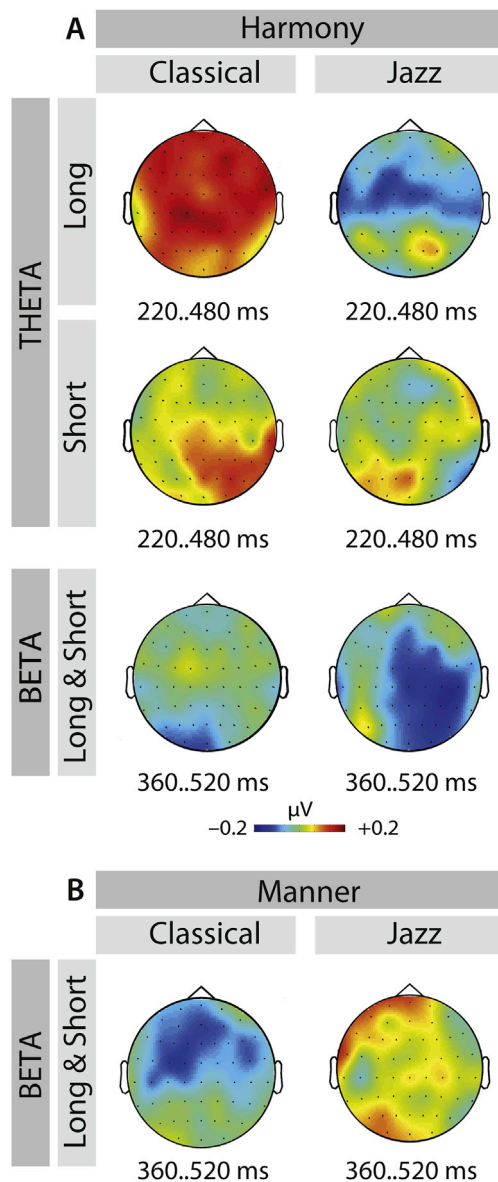 A
Harmony
Classical
Jazz
THETA
Long
220..480 ms
220..480 ms
Short
220..480 ms
220..480 ms
BETA
Long & Short
360..520 ms
360..520 ms
µV
−0.2
+0.2
B
Manner
Classical
Jazz
BETA
Long & Short
360..520 ms
360..520 ms